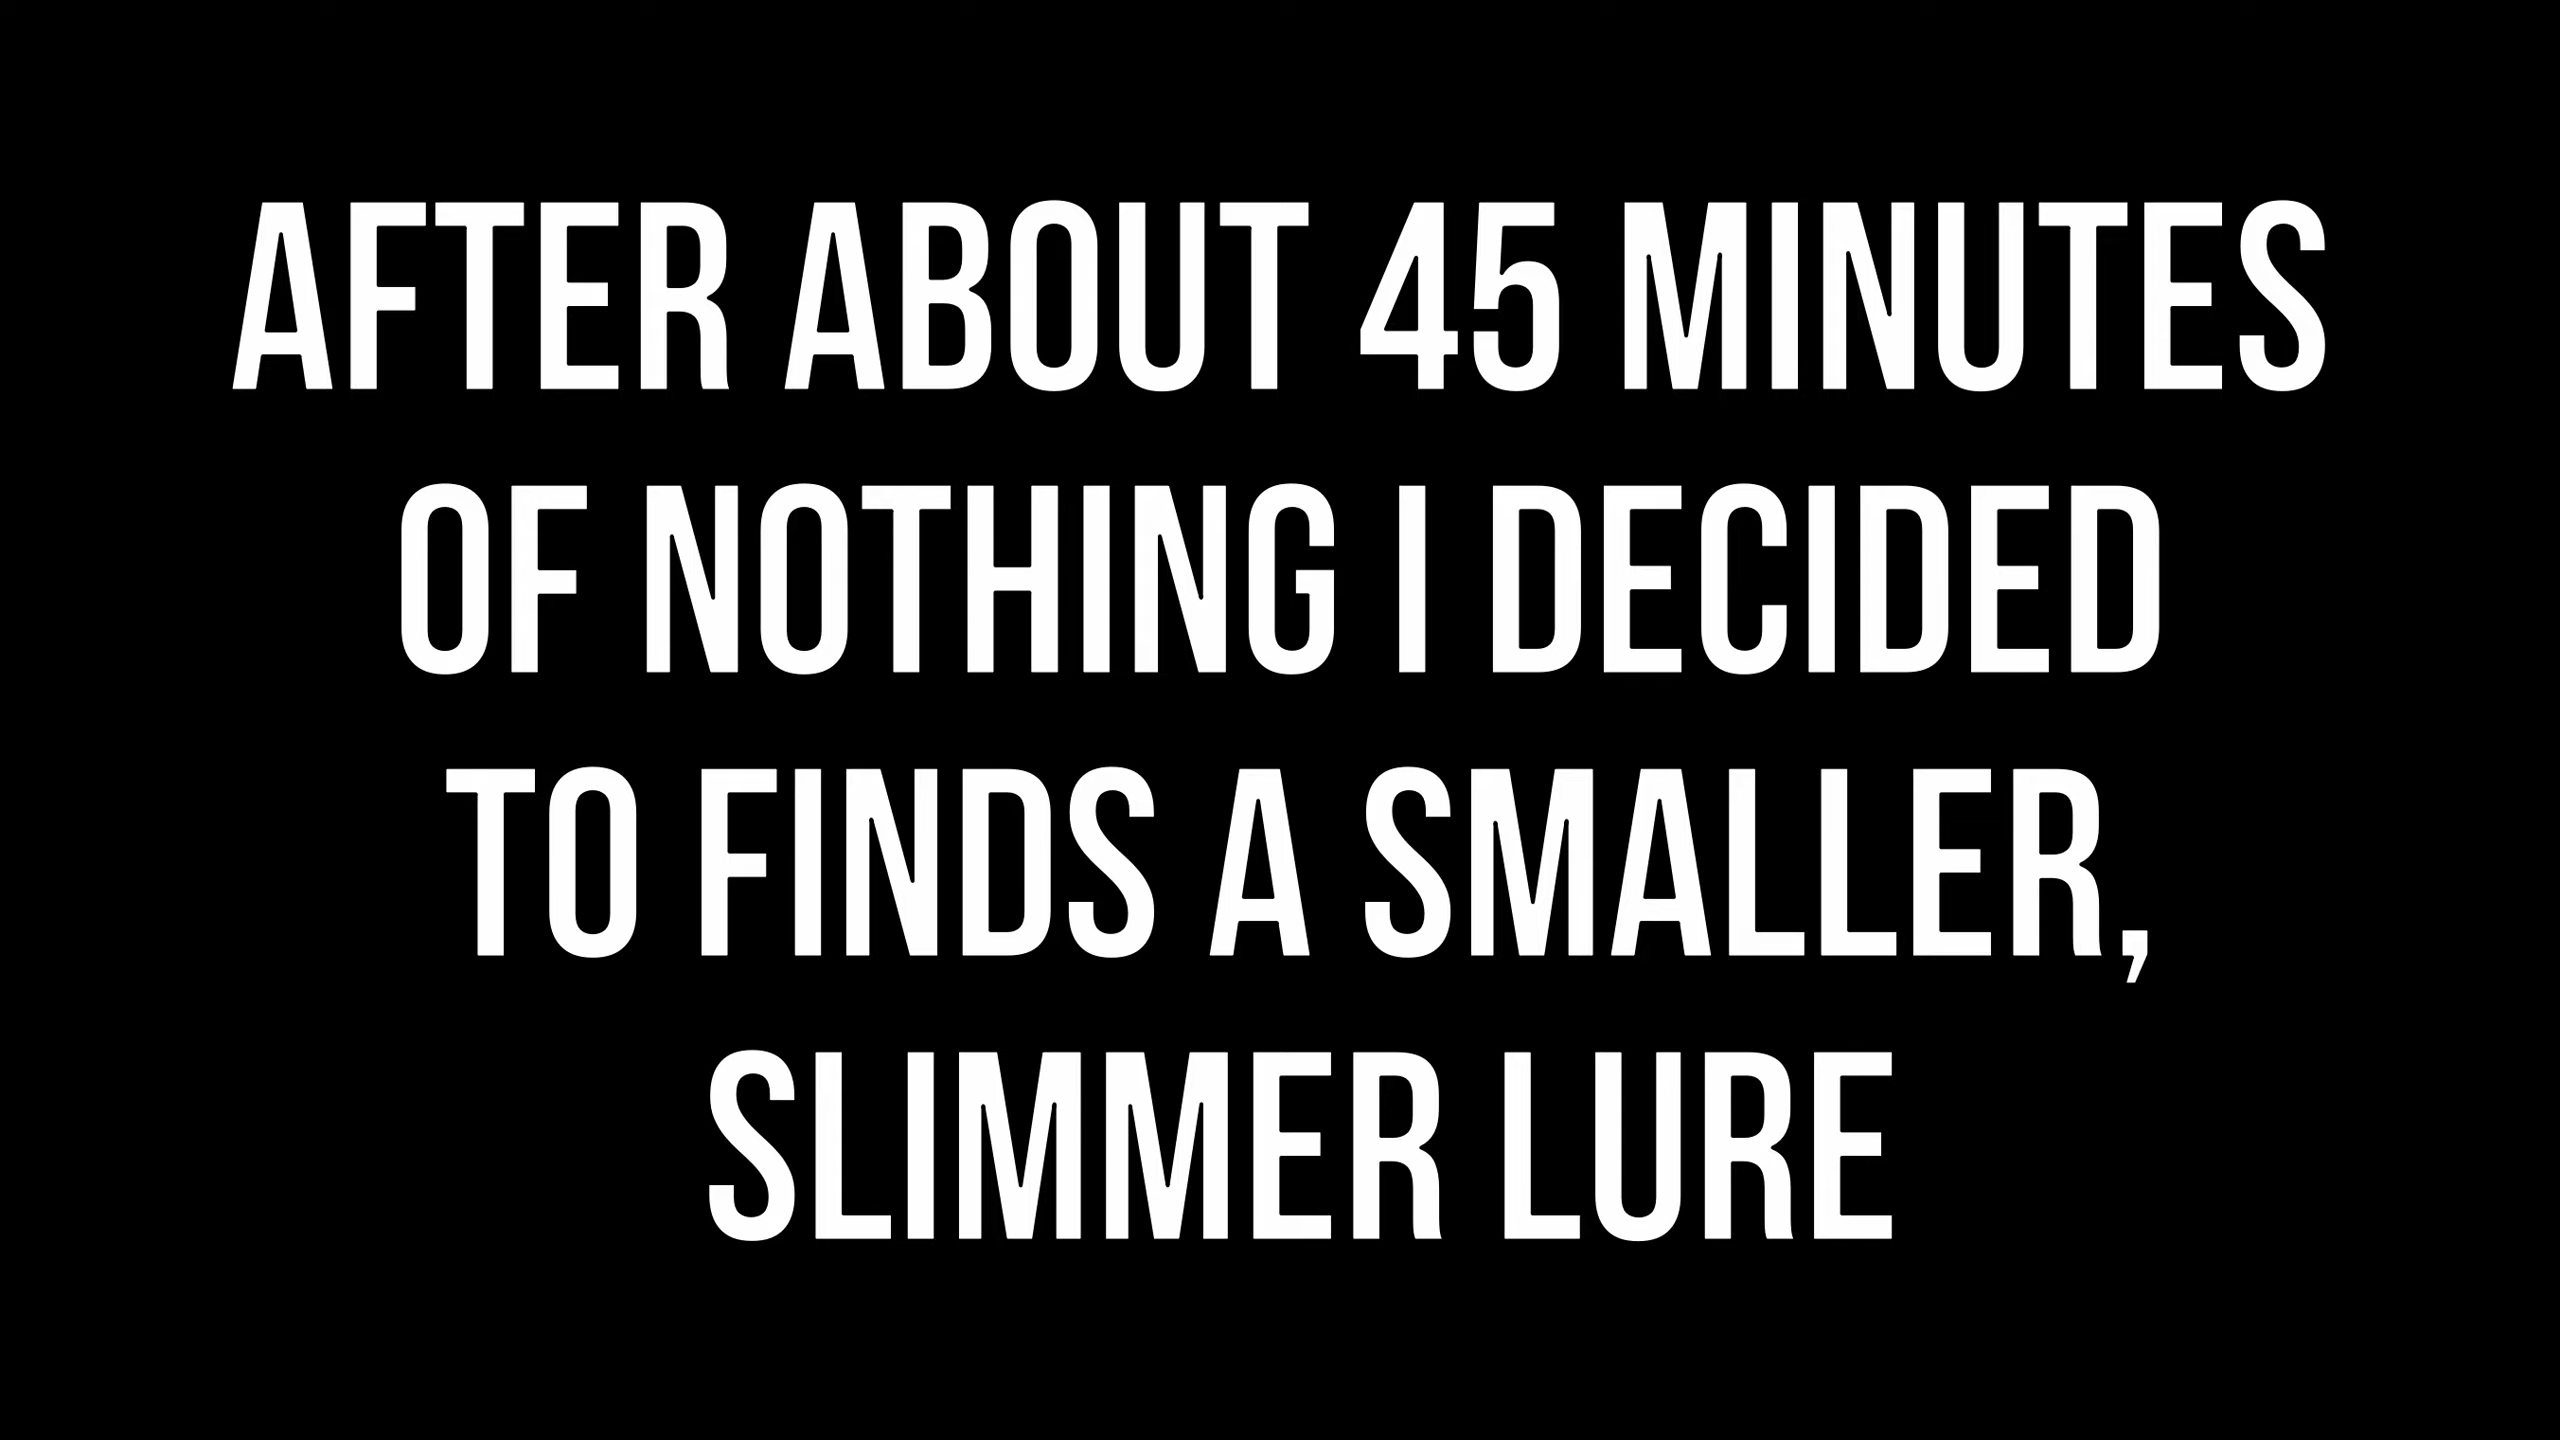 AFTER ABOUT 45 MINUTES
OF NOTHING I DECIDED
TO FINDS A SMALLER,
SLIMMER LURE